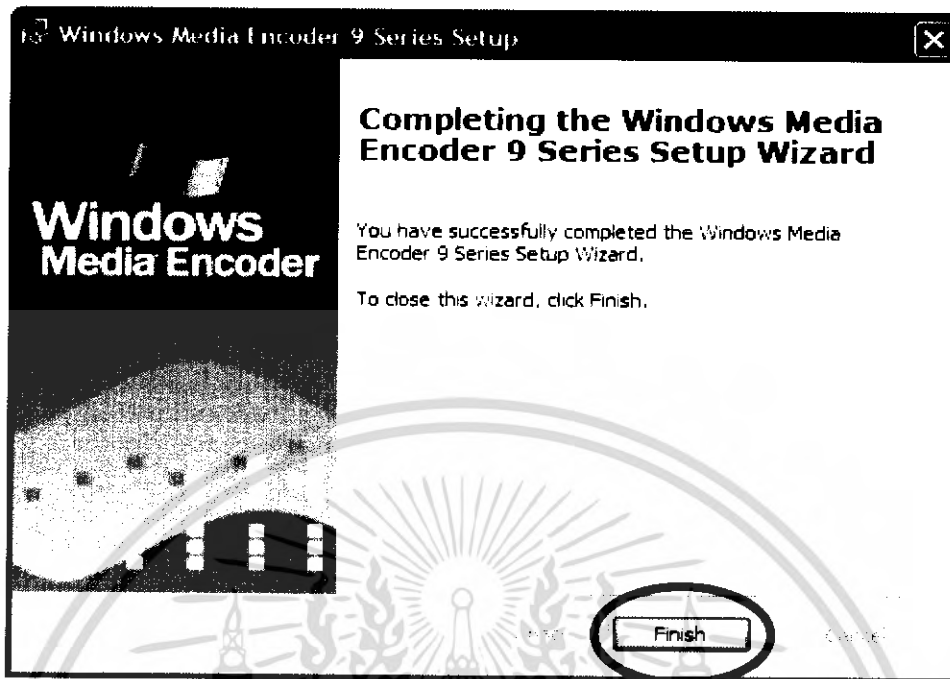 Windows Media Encoder 9 Series Setup
Completing the Windows Media
Encoder 9 Series Setup Wizard
Windows
Media Encoder
You have successfully completed the Windows Media
Encoder 9 Series Setup Wizard.
To close this wizard, click Finish.
Finish
Cancel